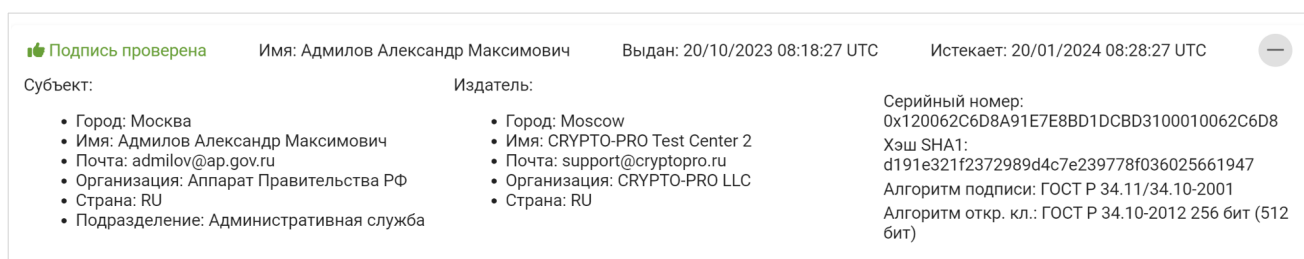 Подпись проверена Имя: Адмилов Александр Максимович Выдан: 20/10/2023 08:18:27 UTC Истекает: 20/01/2024 08:28:27 UTC
Субъект:
• Город: Москва
• Имя: Адмилов Александр Максимович
• Почта: admilov@ap.gov.ru
• Организация: Аппарат Правительства РФ
• Страна: RU
• Подразделение: Административная служба
Издатель:
• Город: Moscow
• Имя: CRYPTO-PRO Test Center 2
• Почта: support@cryptopro.ru
• Организация: CRYPTO-PRO LLC
• Страна: RU
Серийный номер:
0x120062C6D8A91E7E8BD1DCBD3100010062C6D8
Хэш SHA1:
d191e321f2372989d4c7e239778f036025661947
Алгоритм подписи: ГОСТ Р 34.11/34.10-2001
Алгоритм откр. кл.: ГОСТ Р 34.10-2012 256 бит (512
бит)